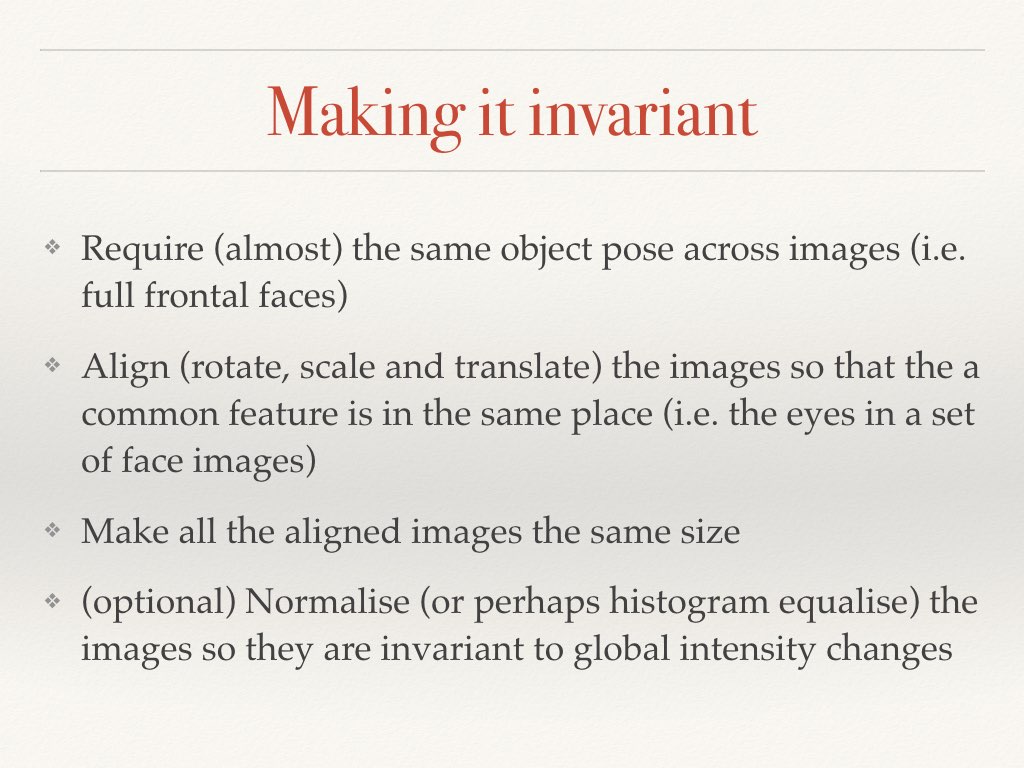 Making it invariant
Require (almost) the same object pose across images (i.e.
full frontal faces)
Align (rotate, scale and translate) the images so that the a
common feature is in the same place (i.e. the eyes in a set
of face images)
Make all the aligned images the same size
(optional) Normalise (or perhaps histogram equalise) the
images so they are invariant to global intensity changes